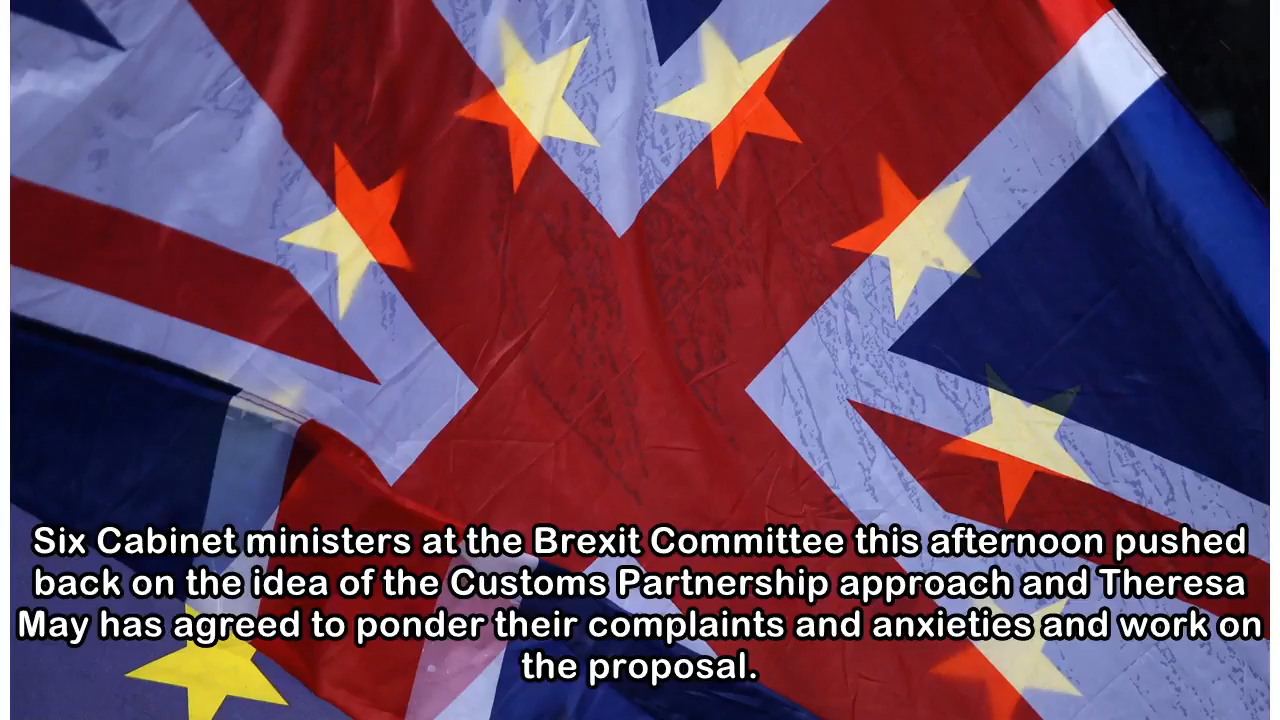 Six Cabinet ministers at the Brexit Committee this afternoon pushed
back on the idea of the Customs Partnership approach and Theresa
May has agreed to ponder their complaints and anxieties and work on
the proposal.